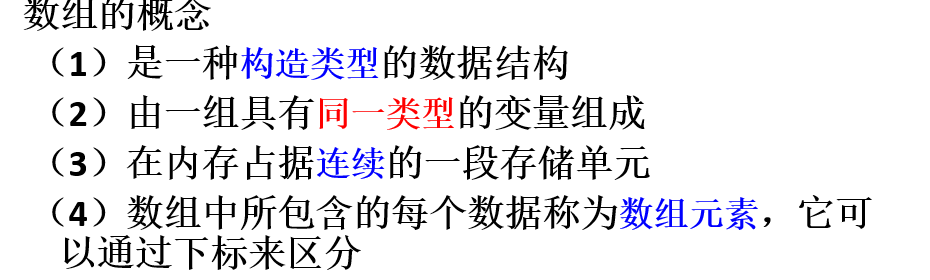 数组的概念
（1）是一种构造类型的数据结构
（2）由一组具有同一类型的变量组成
（3）在内存占据连续的一段存储单元
（4）数组中所包含的每个数据称为数组元素，它可
以通过下标来区分